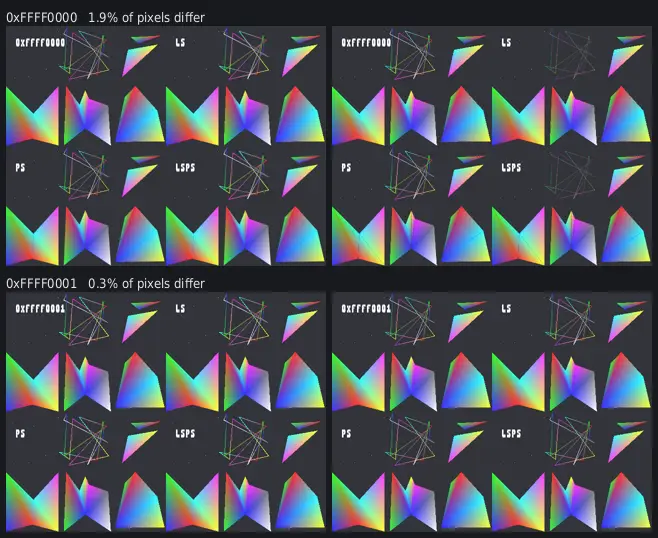 0xFFFF0000 1.9% of pixels differ
0xFFFF0000 LS 0xFFFF0000 LS
PS LSPS PS LSPS
0xFFFF0001 0.3% of pixels differ
0xFFFF0001 LS 0xFFFF0001 LS
PS LSPS PS LSPS